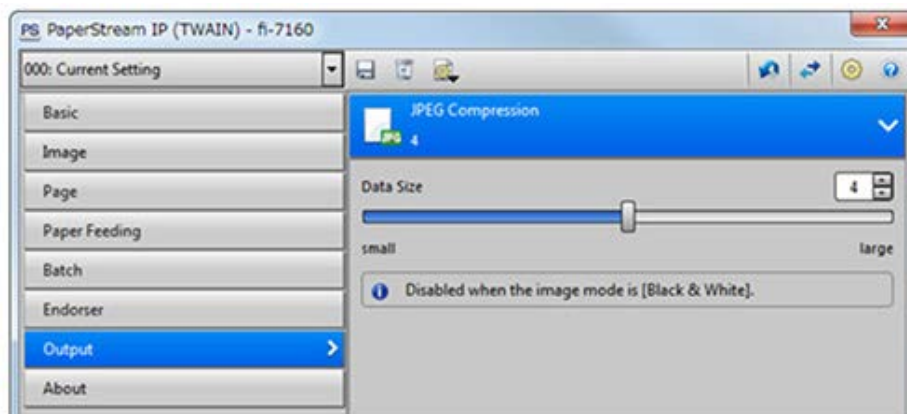 PS PaperStream IP (TWAIN) - fi-7160
000: Current Setting
Basic
Image
Page
Paper Feeding
Batch
Endorser
Output
About
JPEG Compression
JPG 4
Data Size 4
small large
Disabled when the image mode is [Black & White].